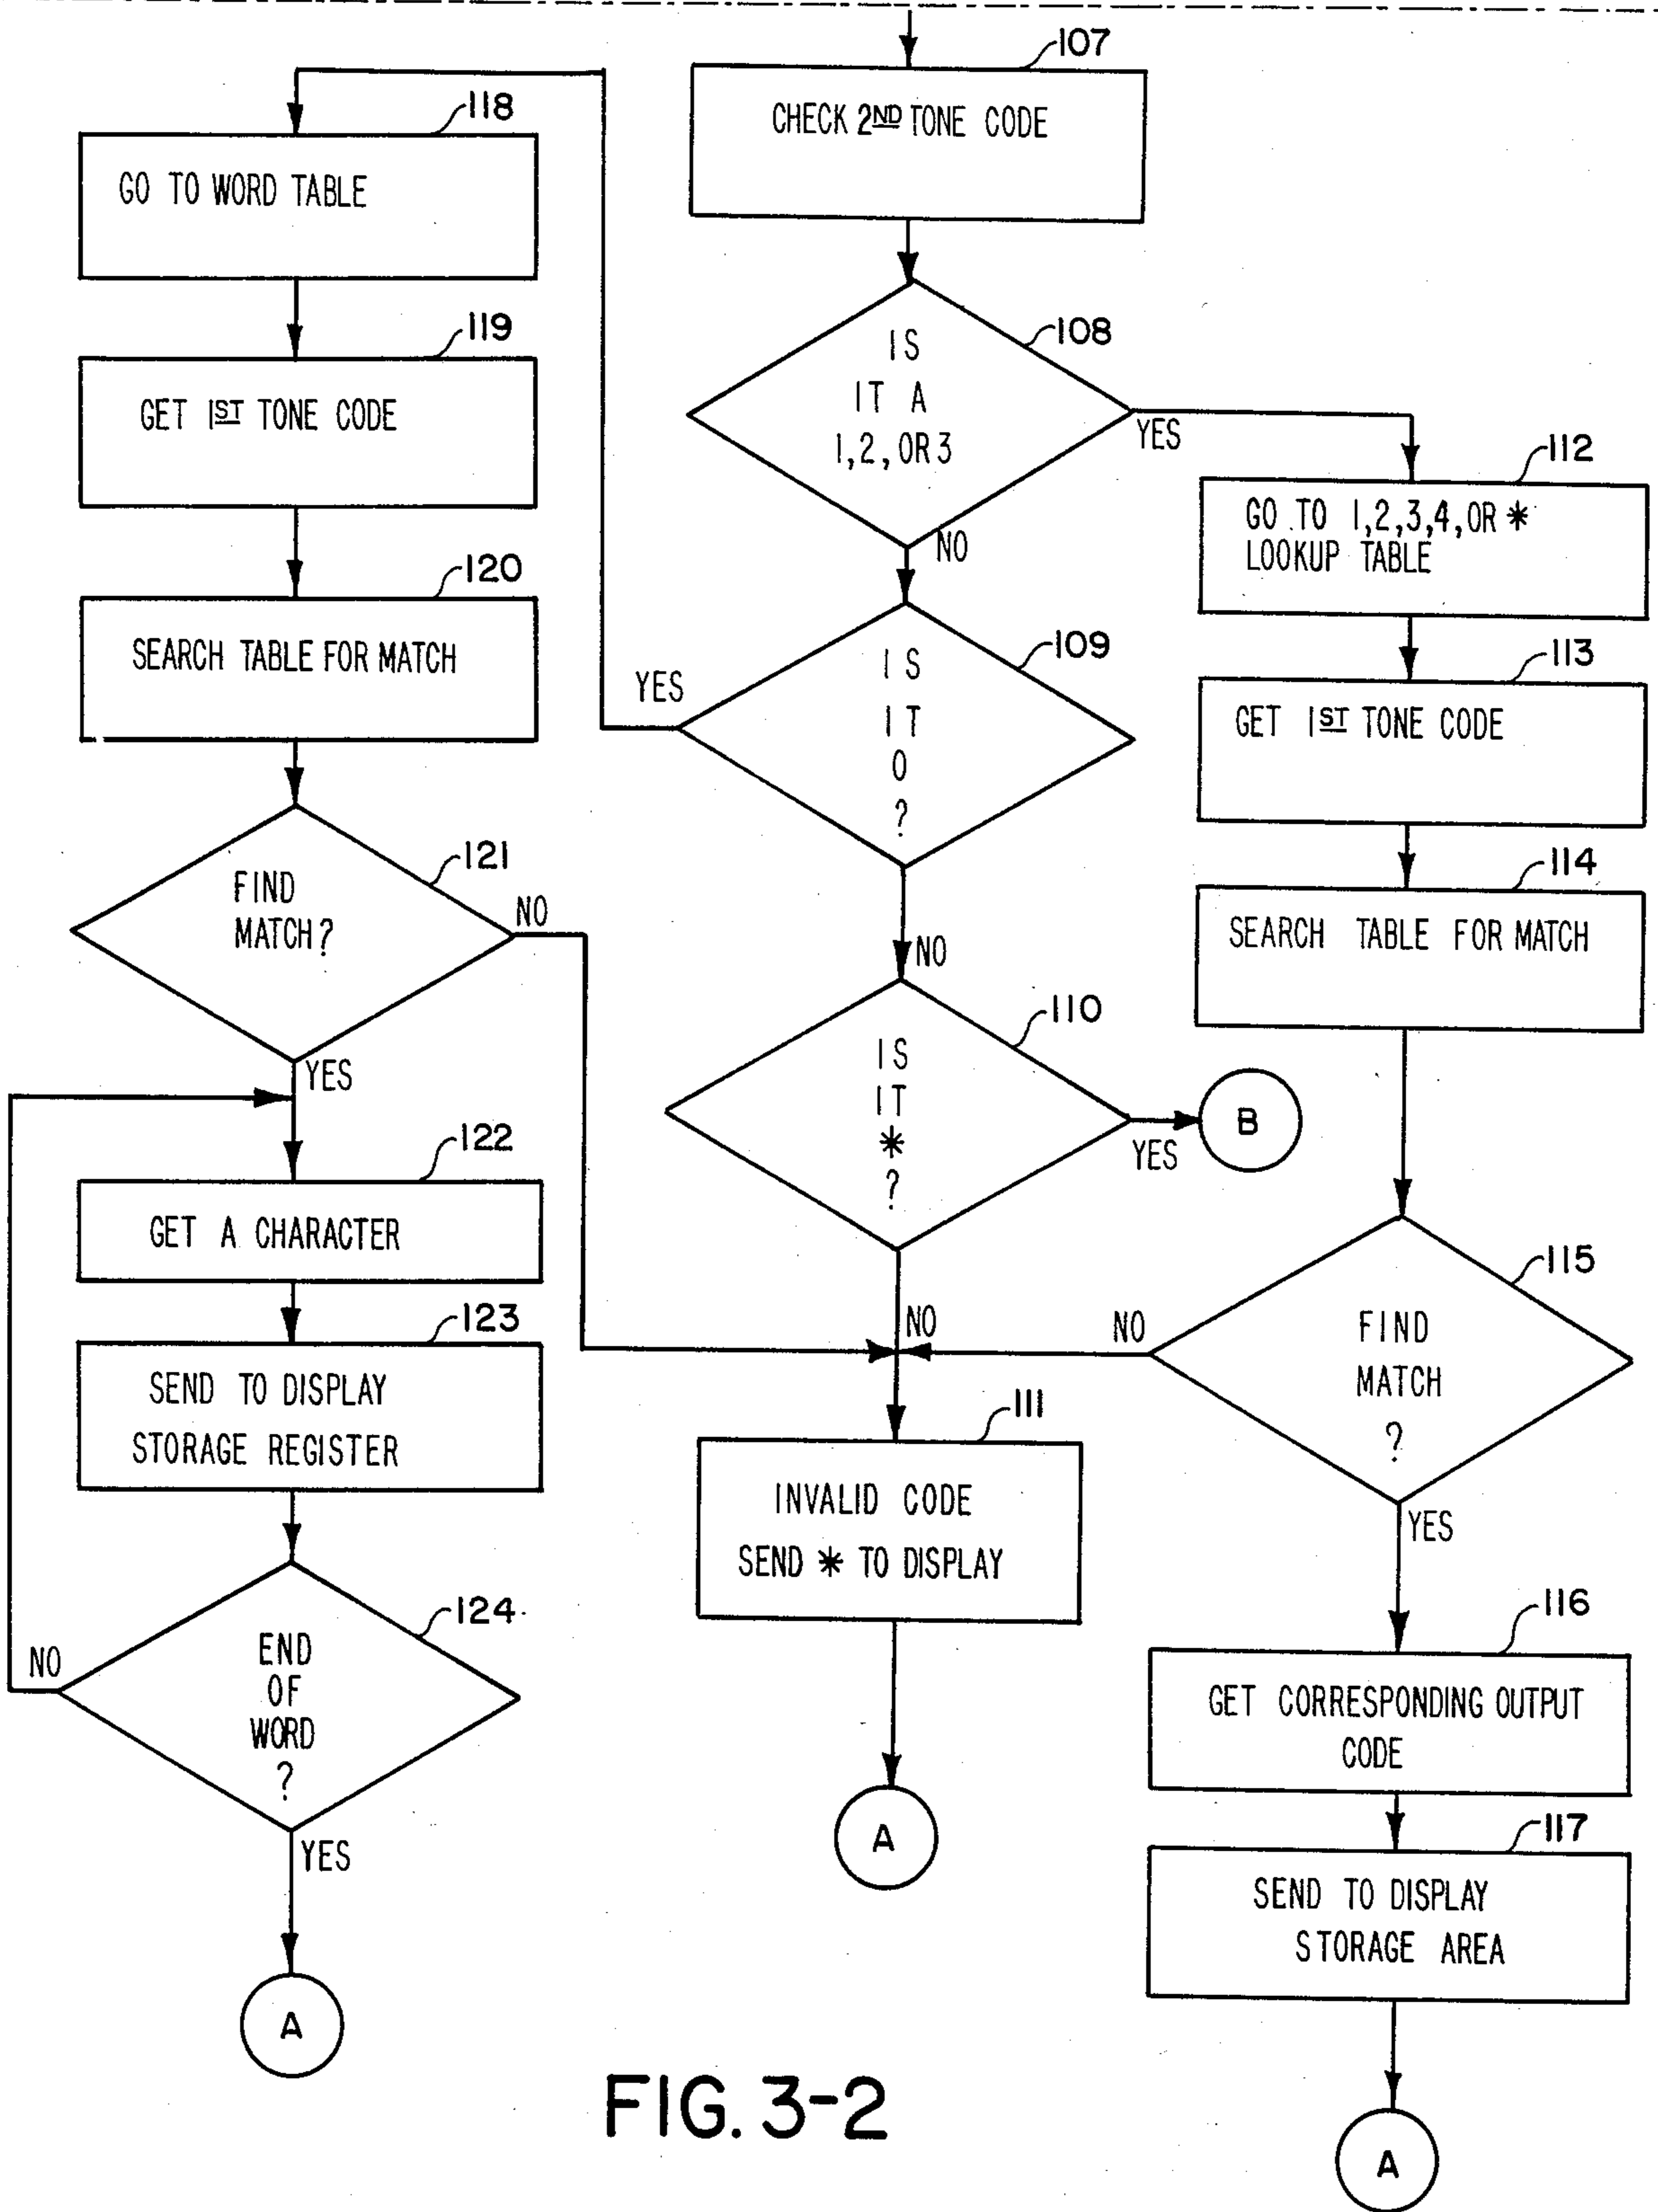 107
CHECK 2ND TONE CODE
108
IS
IT A
1,2, OR 3
YES
NO
109
IS
IT
0
?
YES
NO
110
IS
IT
*
?
YES
B
NO
111
INVALID CODE
SEND * TO DISPLAY
A
118
GO TO WORD TABLE
119
GET 1ST TONE CODE
120
SEARCH TABLE FOR MATCH
121
FIND
MATCH?
NO
YES
122
GET A CHARACTER
123
SEND TO DISPLAY
STORAGE REGISTER
124
END
OF
WORD
?
NO
YES
A
112
GO TO 1,2,3,4,OR *
LOOKUP TABLE
113
GET 1ST TONE CODE
114
SEARCH TABLE FOR MATCH
115
FIND
MATCH
?
NO
YES
116
GET CORRESPONDING OUTPUT
CODE
117
SEND TO DISPLAY
STORAGE AREA
A
FIG. 3-2